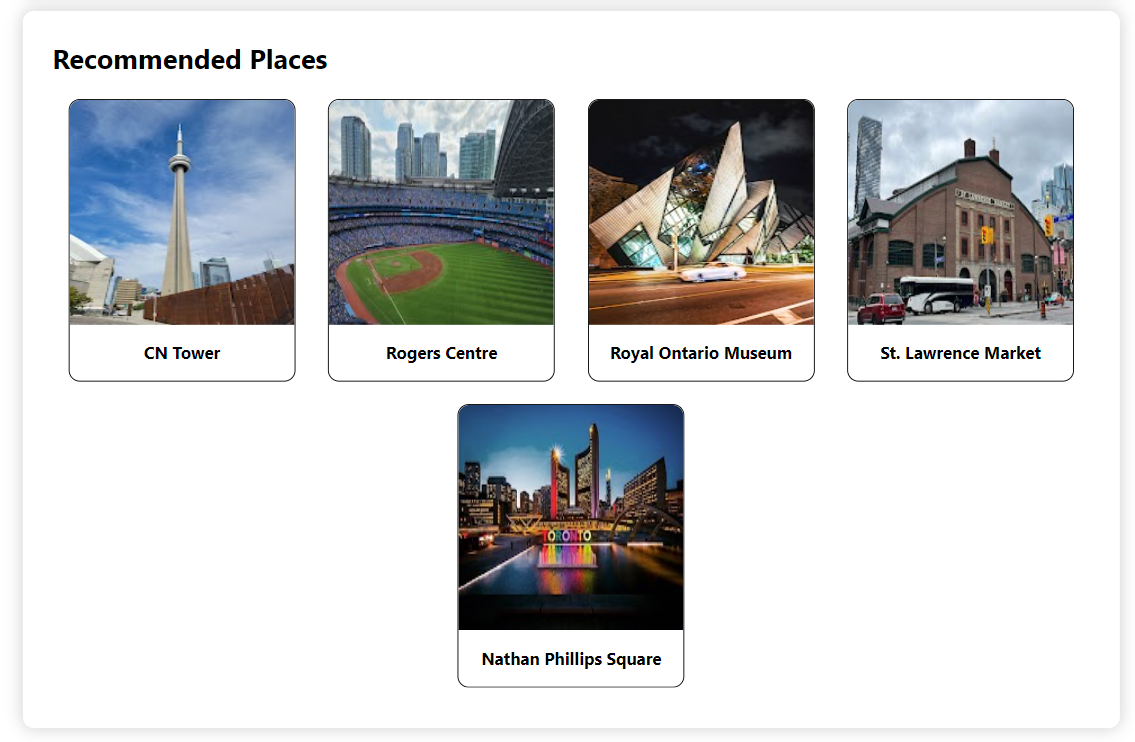 Recommended Places
CN Tower
Rogers Centre
Royal Ontario Museum
St. Lawrence Market
TORONTO
Nathan Phillips Square